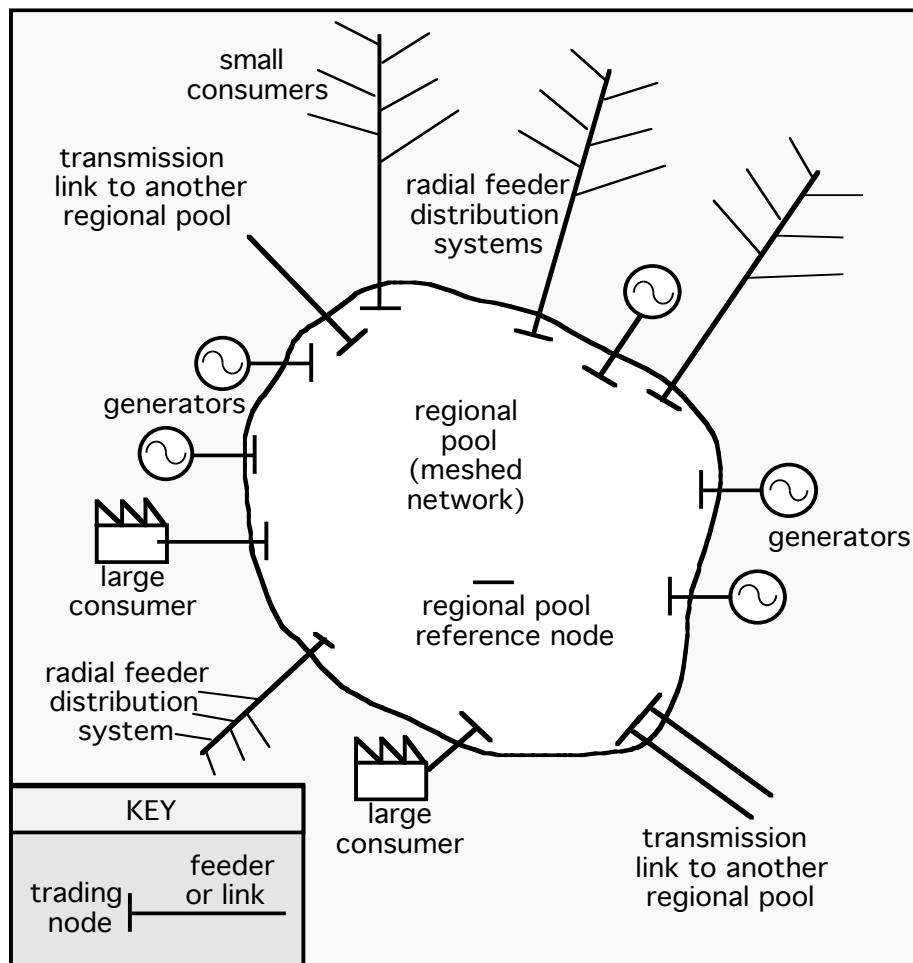 small
consumers
transmission
link to another
regional pool
radial feeder
distribution
systems
generators
regional
pool
(meshed
network)
generators
large
consumer
regional pool
reference node
radial feeder
distribution
system
large
consumer
transmission
link to another
regional pool
KEY
feeder
or link
trading
node